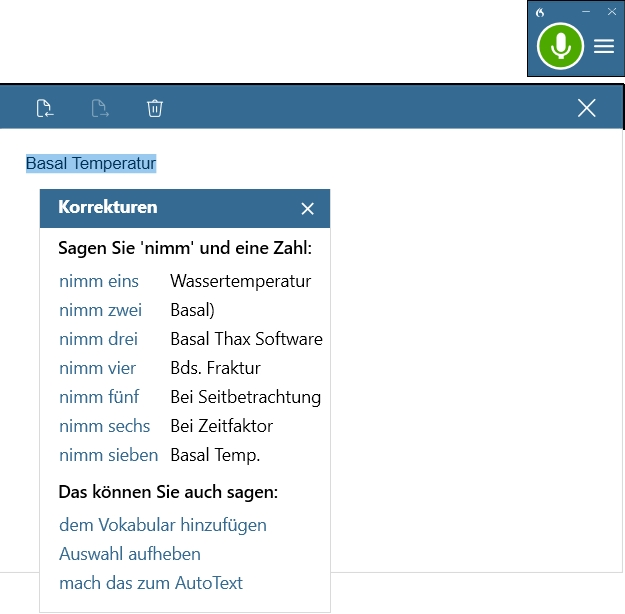 Basal Temperatur
Korrekturen
Sagen Sie 'nimm' und eine Zahl:
nimm eins Wassertemperatur
nimm zwei Basal)
nimm drei Basal Thax Software
nimm vier Bds. Fraktur
nimm fünf Bei Seitbetrachtung
nimm sechs Bei Zeitfaktor
nimm sieben Basal Temp.
Das können Sie auch sagen:
dem Vokabular hinzufügen
Auswahl aufheben
mach das zum AutoText